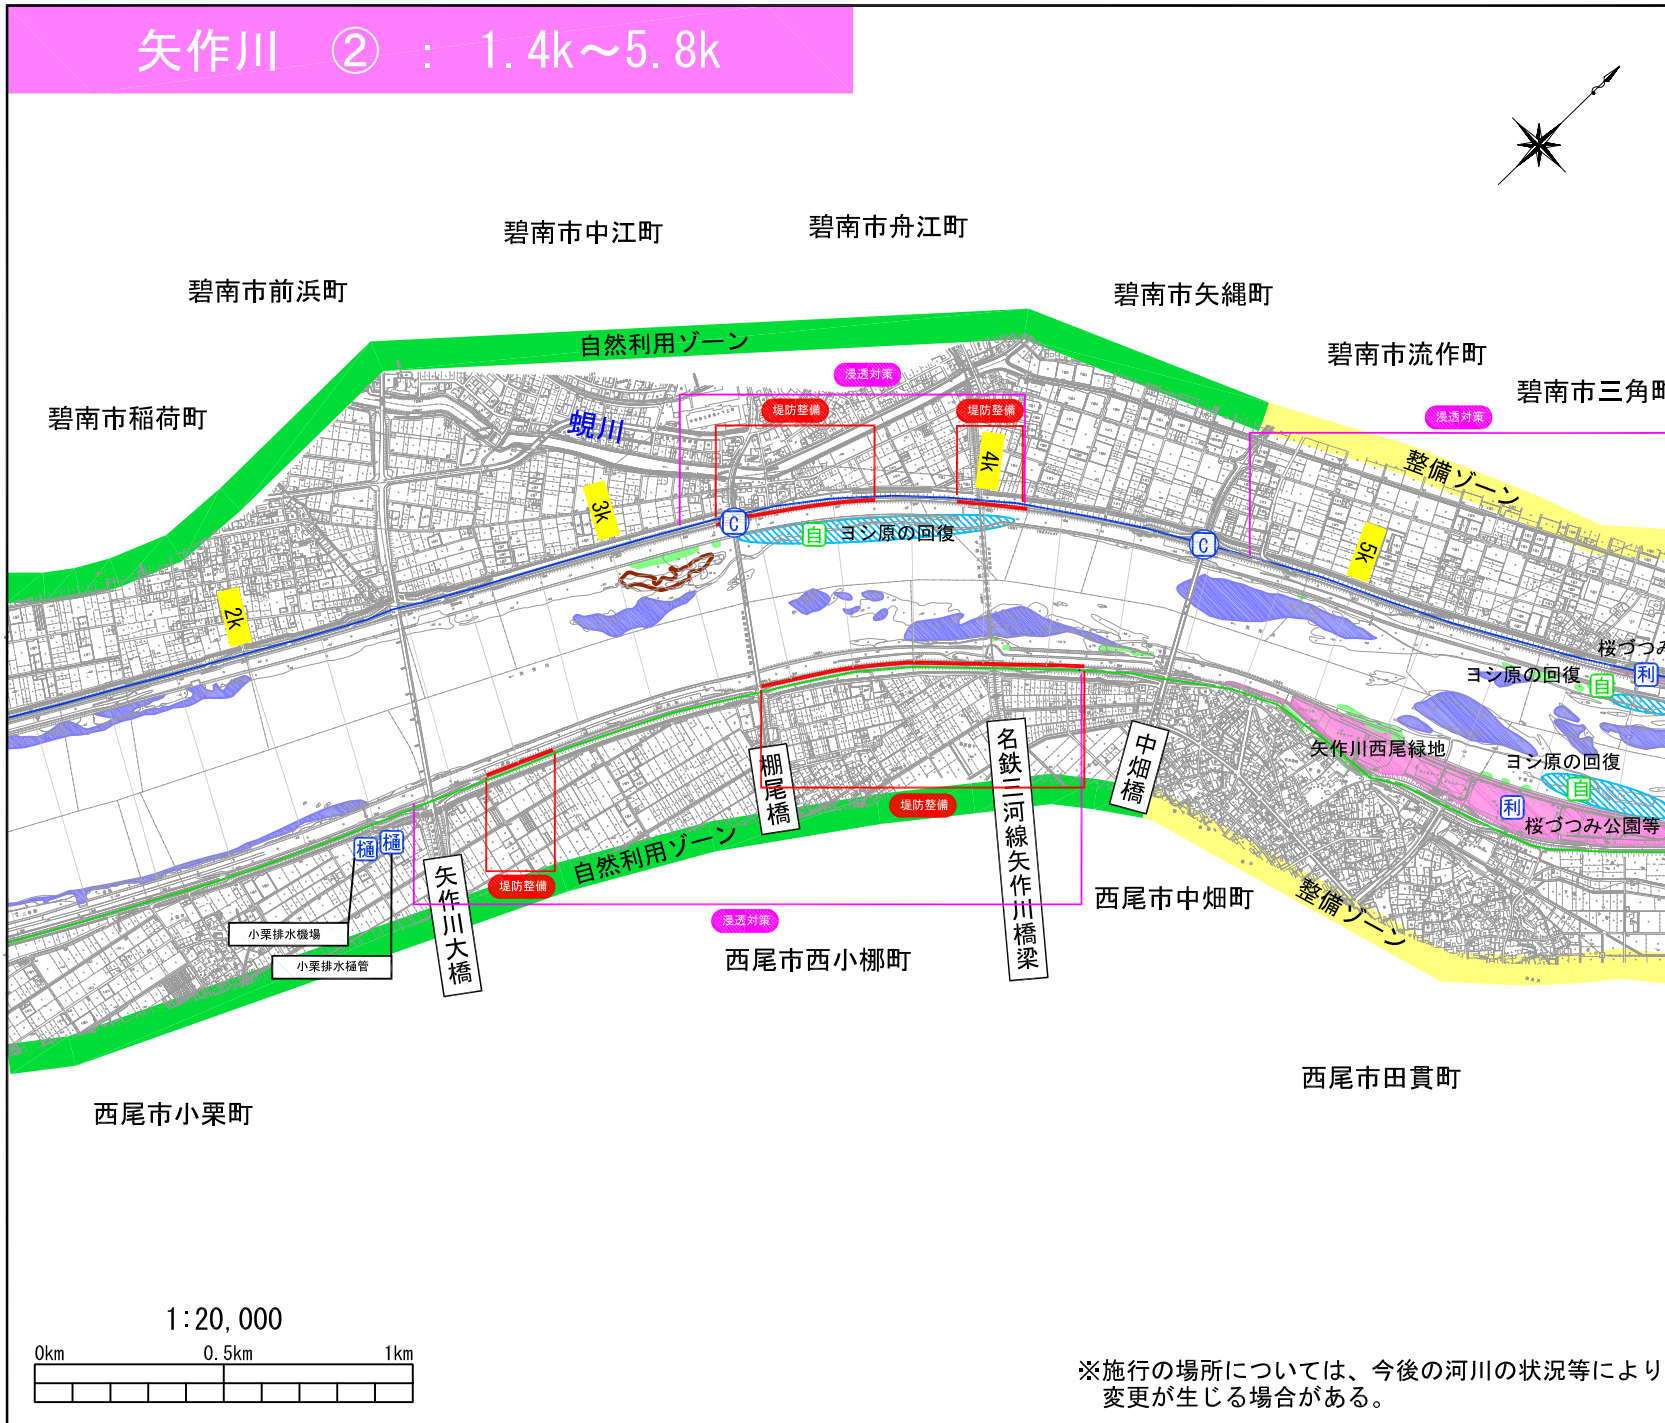 矢作川 ② : 1.4k～5.8k
碧南市中江町
碧南市舟江町
碧南市前浜町
碧南市矢縄町
碧南市流作町
碧南市三角町
碧南市稲荷町
自然利用ゾーン
浸透対策
堤防整備
堤防整備
浸透対策
蜆川
整備ゾーン
2k
3k
4k
5k
C
C
自
ヨシ原の回復
桜づつみ
利
ヨシ原の回復
自
矢作川西尾緑地
ヨシ原の回復
自
利
桜づつみ公園等
棚尾橋
名鉄三河線矢作川橋梁
中畑橋
矢作川大橋
樋
樋
小栗排水機場
小栗排水樋管
堤防整備
堤防整備
自然利用ゾーン
浸透対策
整備ゾーン
西尾市中畑町
西尾市西小梛町
西尾市田貫町
西尾市小栗町
1:20,000
0km 0.5km 1km
※施行の場所については、今後の河川の状況等により
変更が生じる場合がある。